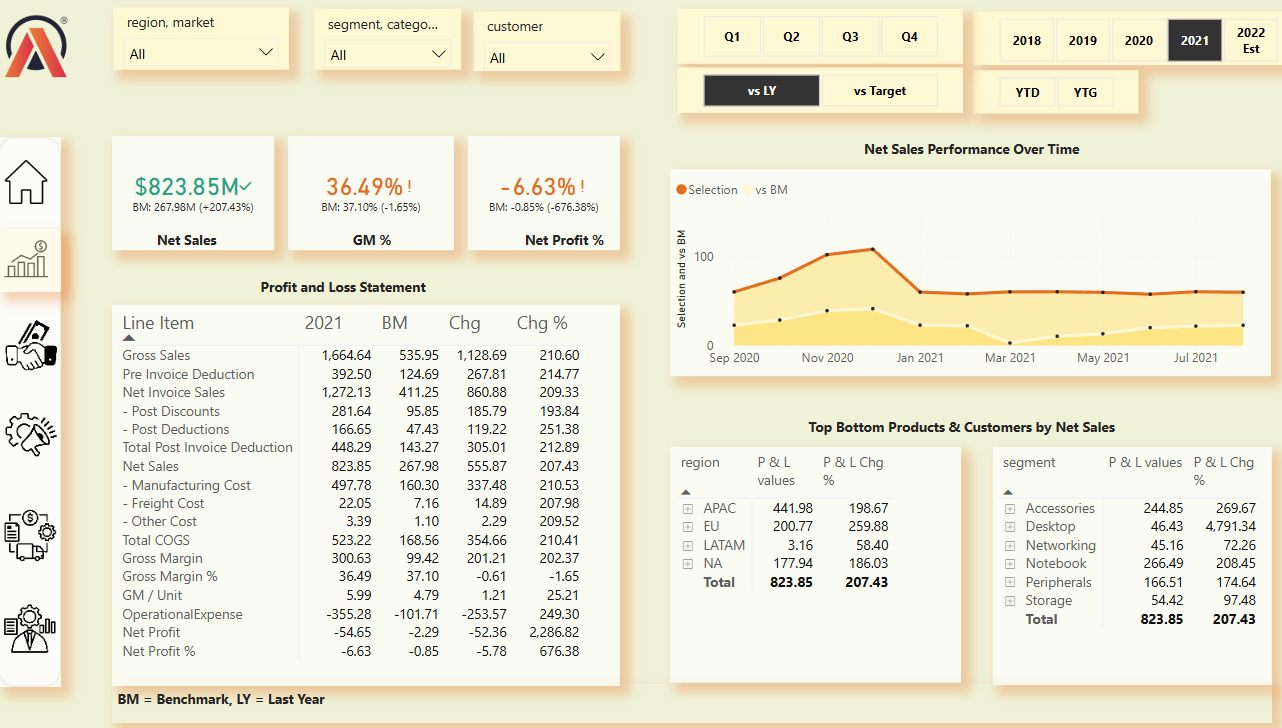 ®
region, market
All
segment, catego...
All
customer
All
Q1 Q2 Q3 Q4
vs LY vs Target
2018 2019 2020 2021 2022 Est
YTD YTG
$823.85M
BM: 267.98M (+207.43%)
Net Sales
36.49% !
BM: 37.10% (-1.65%)
GM %
-6.63% !
BM: -0.85% (-676.38%)
Net Profit %
Net Sales Performance Over Time
Selection vs BM
Selection and vs BM
100
0
Sep 2020 Nov 2020 Jan 2021 Mar 2021 May 2021 Jul 2021
Profit and Loss Statement
Line Item 2021 BM Chg Chg %
Gross Sales 1,664.64 535.95 1,128.69 210.60
Pre Invoice Deduction 392.50 124.69 267.81 214.77
Net Invoice Sales 1,272.13 411.25 860.88 209.33
- Post Discounts 281.64 95.85 185.79 193.84
- Post Deductions 166.65 47.43 119.22 251.38
Total Post Invoice Deduction 448.29 143.27 305.01 212.89
Net Sales 823.85 267.98 555.87 207.43
- Manufacturing Cost 497.78 160.30 337.48 210.53
- Freight Cost 22.05 7.16 14.89 207.98
- Other Cost 3.39 1.10 2.29 209.52
Total COGS 523.22 168.56 354.66 210.41
Gross Margin 300.63 99.42 201.21 202.37
Gross Margin % 36.49 37.10 -0.61 -1.65
GM / Unit 5.99 4.79 1.21 25.21
OperationalExpense -355.28 -101.71 -253.57 249.30
Net Profit -54.65 -2.29 -52.36 2,286.82
Net Profit % -6.63 -0.85 -5.78 676.38
Top Bottom Products & Customers by Net Sales
region P & L values P & L Chg %
APAC 441.98 198.67
EU 200.77 259.88
LATAM 3.16 58.40
NA 177.94 186.03
Total 823.85 207.43
segment P & L values P & L Chg %
Accessories 244.85 269.67
Desktop 46.43 4,791.34
Networking 45.16 72.26
Notebook 266.49 208.45
Peripherals 166.51 174.64
Storage 54.42 97.48
Total 823.85 207.43
BM = Benchmark, LY = Last Year